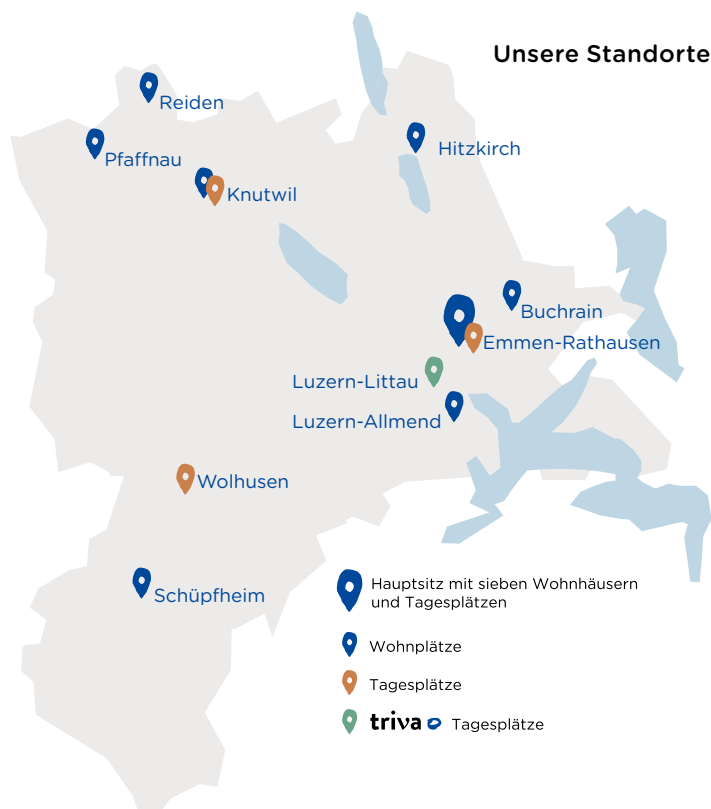 Unsere Standorte
Reiden
Pfaffnau
Hitzkirch
Knutwil
Buchrain
Emmen-Rathausen
Luzern-Littau
Luzern-Allmend
Wolhusen
Schüpfheim
Hauptsitz mit sieben Wohnhäusern
und Tagesplätzen
Wohnplätze
Tagesplätze
triva Tagesplätze